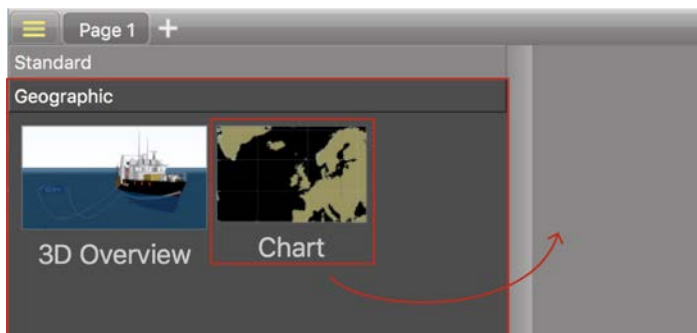 Page 1 +
Standard
Geographic
3D Overview
Chart